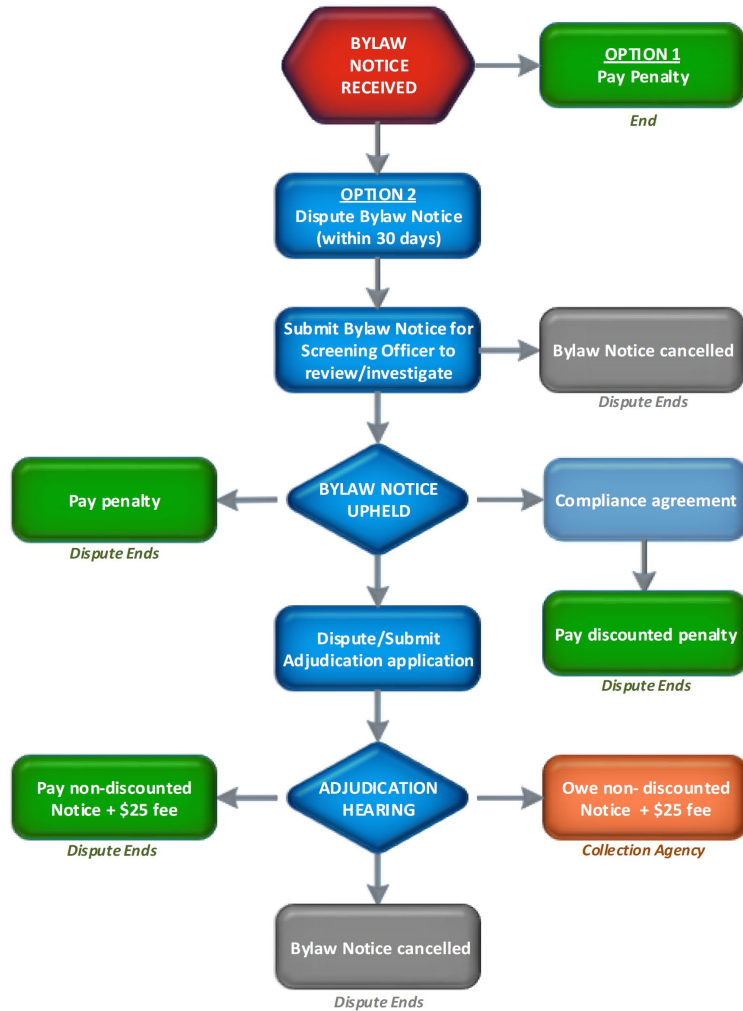 BYLAW
NOTICE
RECEIVED
OPTION 1
Pay Penalty
End
OPTION 2
Dispute Bylaw Notice
(within 30 days)
Submit Bylaw Notice for
Screening Officer to
review/investigate
Bylaw Notice cancelled
Dispute Ends
Pay penalty
Dispute Ends
BYLAW NOTICE
UPHELD
Compliance agreement
Dispute/Submit
Adjudication application
Pay discounted penalty
Dispute Ends
Pay non-discounted
Notice + $25 fee
Dispute Ends
ADJUDICATION
HEARING
Owe non- discounted
Notice + $25 fee
Collection Agency
Bylaw Notice cancelled
Dispute Ends